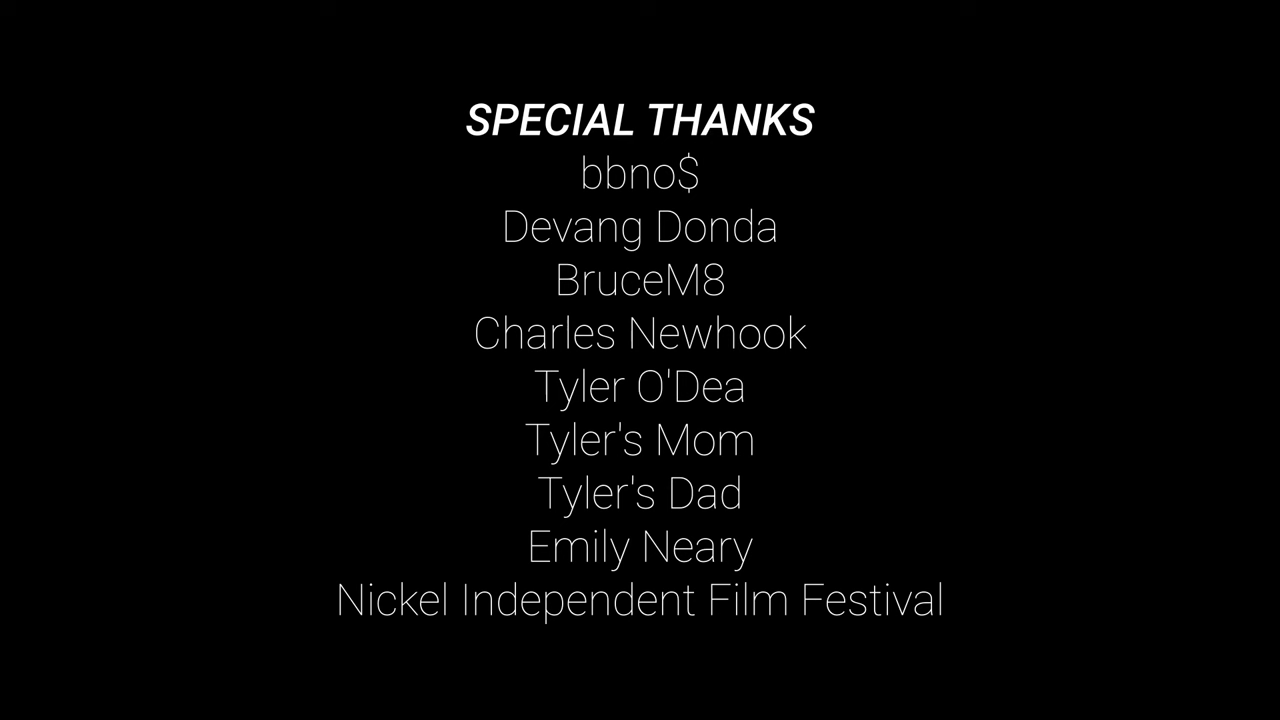 SPECIAL THANKS
bbno$
Devang Donda
BruceM8
Charles Newhook
Tyler O'Dea
Tyler's Mom
Tyler's Dad
Emily Neary
Nickel Independent Film Festival